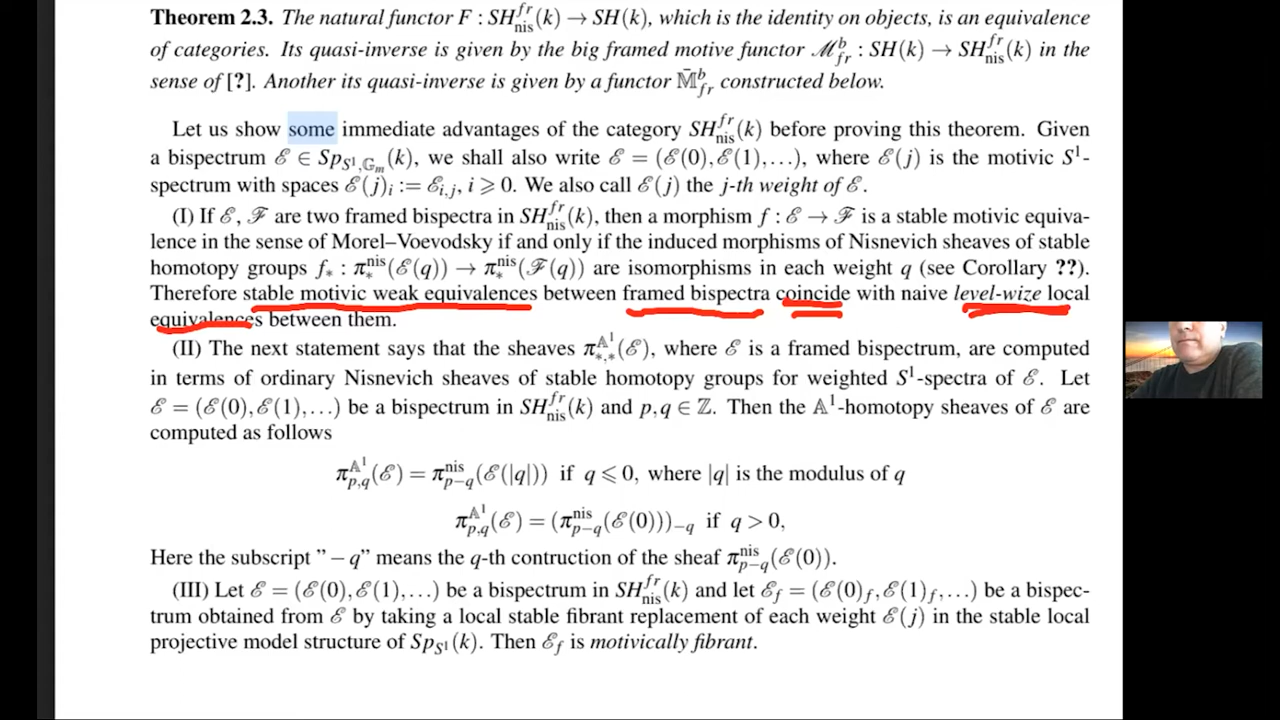 Theorem 2.3. The natural functor F : SH^{fr}_{nis}(k) → SH(k), which is the identity on objects, is an equivalence
of categories. Its quasi-inverse is given by the big framed motive functor ℳ^b_{fr} : SH(k) → SH^{fr}_{nis}(k) in the
sense of [?]. Another its quasi-inverse is given by a functor 𝕄̄^b_{fr} constructed below.
Let us show some immediate advantages of the category SH^{fr}_{nis}(k) before proving this theorem. Given
a bispectrum ℰ ∈ Sp_{S^1,𝔾_m}(k), we shall also write ℰ = (ℰ(0),ℰ(1),...), where ℰ(j) is the motivic S^1-
spectrum with spaces ℰ(j)_i := ℰ_{i,j}, i ⩾ 0. We also call ℰ(j) the j-th weight of ℰ.
(I) If ℰ, ℱ are two framed bispectra in SH^{fr}_{nis}(k), then a morphism f : ℰ → ℱ is a stable motivic equiva-
lence in the sense of Morel–Voevodsky if and only if the induced morphisms of Nisnevich sheaves of stable
homotopy groups f_* : π^{nis}_*(ℰ(q)) → π^{nis}_*(ℱ(q)) are isomorphisms in each weight q (see Corollary ??).
Therefore stable motivic weak equivalences between framed bispectra coincide with naive level-wize local
equivalences between them.
(II) The next statement says that the sheaves π^{𝔸^1}_{*,*}(ℰ), where ℰ is a framed bispectrum, are computed
in terms of ordinary Nisnevich sheaves of stable homotopy groups for weighted S^1-spectra of ℰ. Let
ℰ = (ℰ(0),ℰ(1),...) be a bispectrum in SH^{fr}_{nis}(k) and p,q ∈ ℤ. Then the 𝔸^1-homotopy sheaves of ℰ are
computed as follows
π^{𝔸^1}_{p,q}(ℰ) = π^{nis}_{p−q}(ℰ(|q|)) if q ⩽ 0, where |q| is the modulus of q
π^{𝔸^1}_{p,q}(ℰ) = (π^{nis}_{p−q}(ℰ(0)))_{−q} if q > 0,
Here the subscript ”−q” means the q-th contruction of the sheaf π^{nis}_{p−q}(ℰ(0)).
(III) Let ℰ = (ℰ(0),ℰ(1),...) be a bispectrum in SH^{fr}_{nis}(k) and let ℰ_f = (ℰ(0)_f,ℰ(1)_f,...) be a bispec-
trum obtained from ℰ by taking a local stable fibrant replacement of each weight ℰ(j) in the stable local
projective model structure of Sp_{S^1}(k). Then ℰ_f is motivically fibrant.